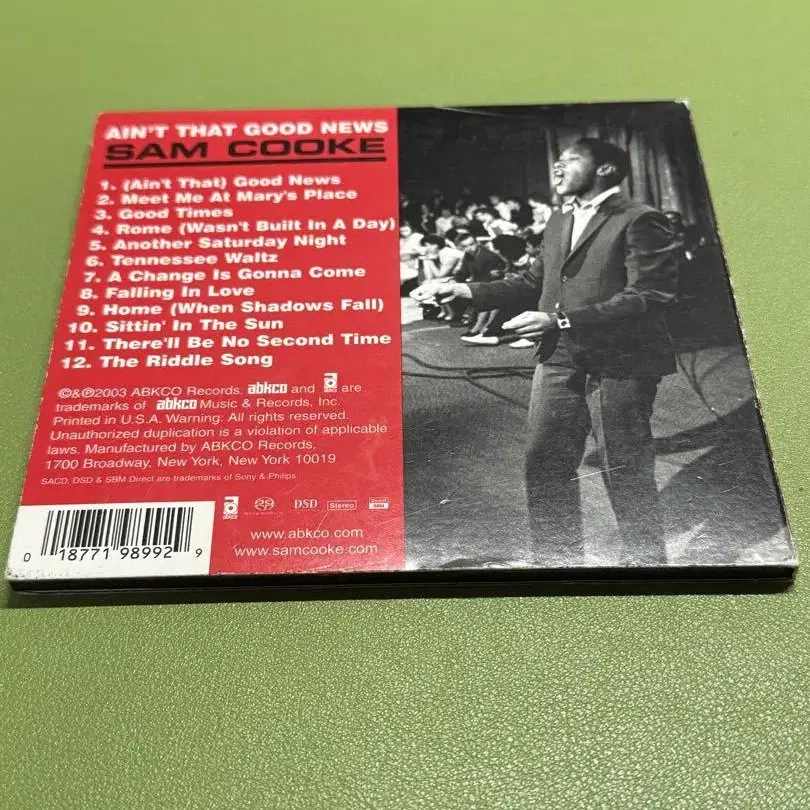 AIN'T THAT GOOD NEWS
SAM COOKE
1. (Ain't That) Good News
2. Meet Me At Mary's Place
3. Good Times
4. Rome (Wasn't Built In A Day)
5. Another Saturday Night
6. Tennessee Waltz
7. A Change Is Gonna Come
8. Falling In Love
9. Home (When Shadows Fall)
10. Sittin' In The Sun
11. There'll Be No Second Time
12. The Riddle Song
©&℗2003 ABKCO Records. abkco and abkco are
trademarks of abkco Music & Records, Inc.
Printed in U.S.A. Warning: All rights reserved.
Unauthorized duplication is a violation of applicable
laws. Manufactured by ABKCO Records,
1700 Broadway, New York, New York 10019
SACD, DSD & SBM Direct are trademarks of Sony & Philips
abkco DSD Stereo Direct SBM
www.abkco.com
www.samcooke.com
0 18771 98992 9